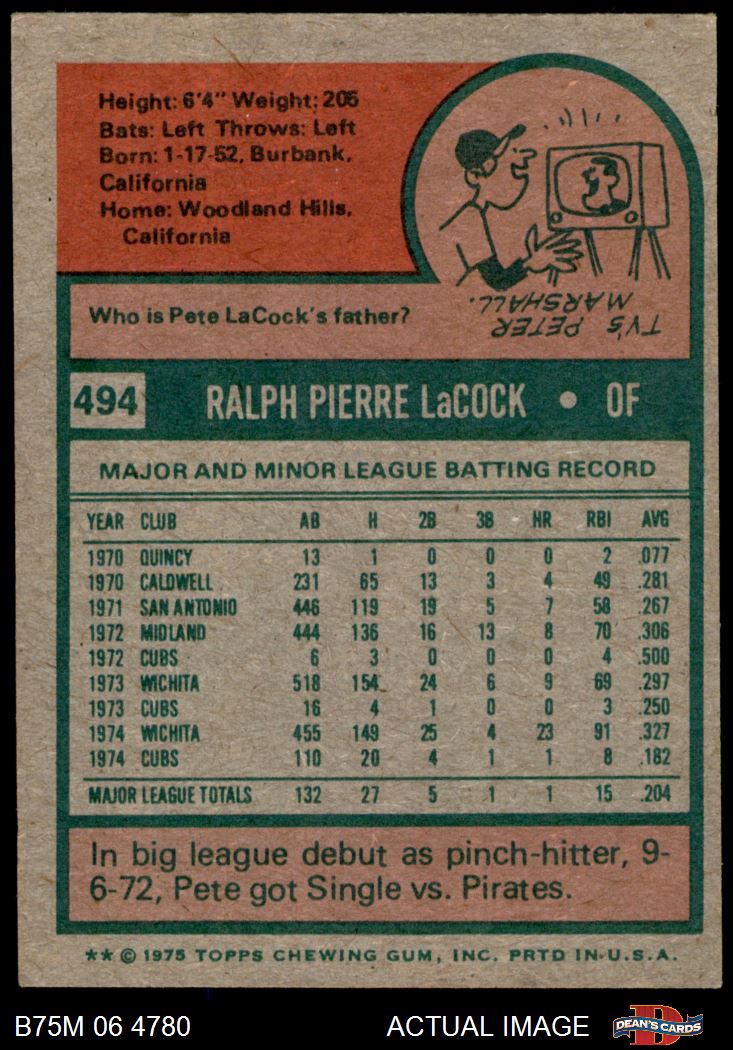 Height: 6'4" Weight: 205
Bats: Left Throws: Left
Born: 1-17-52, Burbank,
California
Home: Woodland Hills,
California
TV'S PETER
MARSHALL.
Who is Pete LaCock's father?
494 RALPH PIERRE LaCOCK • OF
MAJOR AND MINOR LEAGUE BATTING RECORD
YEAR CLUB AB H 2B 3B HR RBI AVG
1970 QUINCY 13 1 0 0 0 2 .077
1970 CALDWELL 231 65 13 3 4 49 .281
1971 SAN ANTONIO 446 119 19 5 7 58 .267
1972 MIDLAND 444 136 16 13 8 70 .306
1972 CUBS 6 3 0 0 0 4 .500
1973 WICHITA 518 154 24 6 9 69 .297
1973 CUBS 16 4 1 0 0 3 .250
1974 WICHITA 455 149 25 4 23 91 .327
1974 CUBS 110 20 4 1 1 8 .182
MAJOR LEAGUE TOTALS 132 27 5 1 1 15 .204
In big league debut as pinch-hitter, 9-
6-72, Pete got Single vs. Pirates.
** © 1975 TOPPS CHEWING GUM, INC. PRTD IN U.S.A.
B75M 06 4780 ACTUAL IMAGE D DEAN'S CARDS